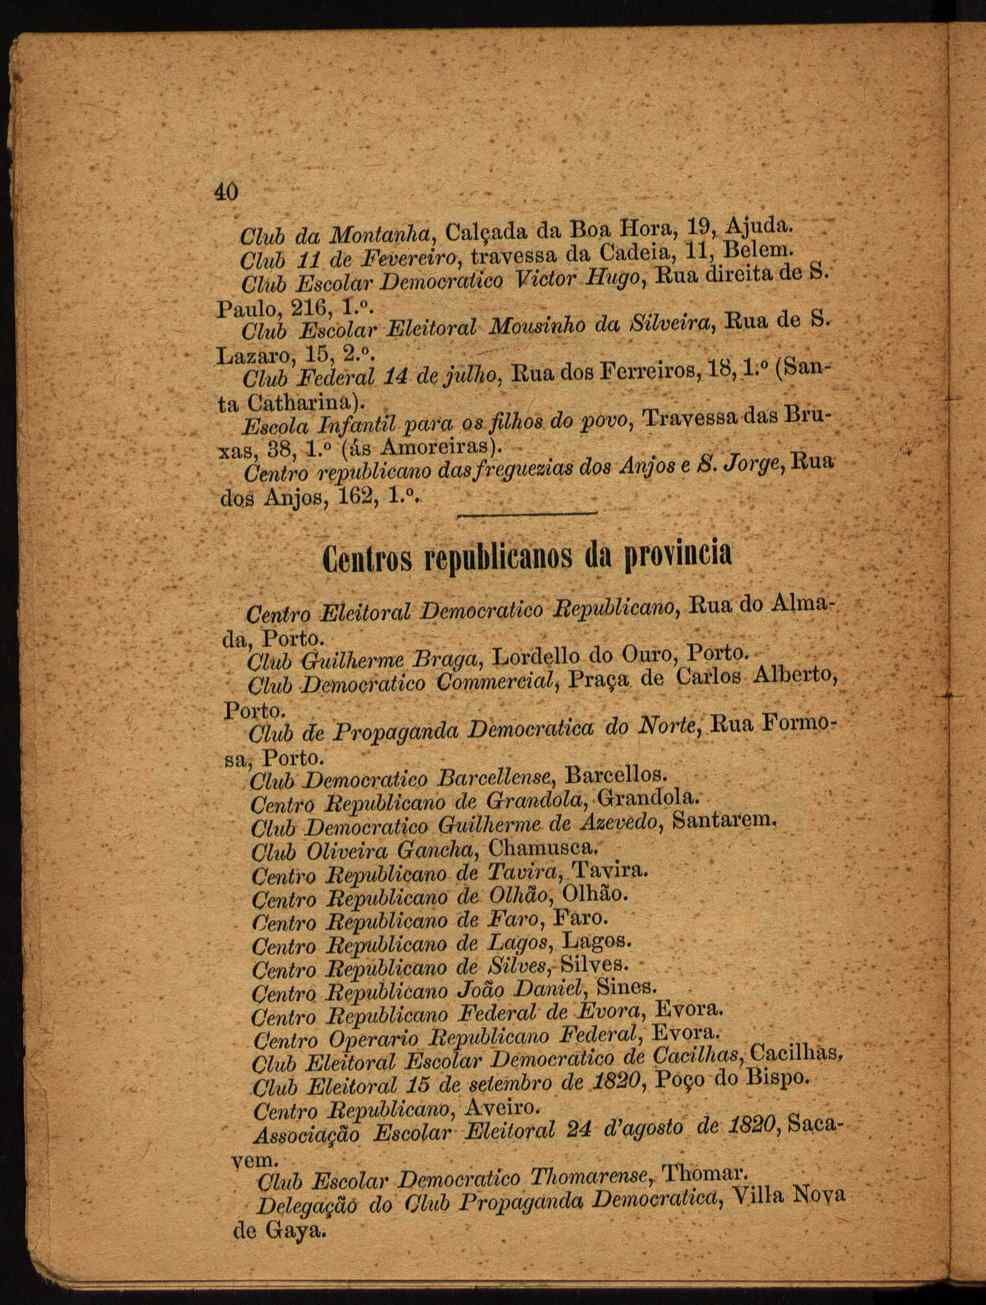 40
Club da Montanha, Calçada da Boa Hora, 19, Ajuda.
Club 11 de Fevereiro, travessa da Cadeia, 11, Belem.
Club Escolar Democratico Victor Hugo, Rua direita de S.
Paulo, 216, 1.º.
Club Escolar Eleitoral Mousinho da Silveira, Rua de S.
Lazaro, 15, 2.º.
Club Federal 14 de julho, Rua dos Ferreiros, 18, 1.º (San-
ta Catharina).
Escola Infantil para os filhos do povo, Travessa das Bru-
xas, 38, 1.º (ás Amoreiras).
Centro republicano das freguezias dos Anjos e S. Jorge, Rua
dos Anjos, 162, 1.º.
Centros republicanos da provincia
Centro Eleitoral Democratico Republicano, Rua do Alma-
da, Porto.
Club Guilherme Braga, Lordello do Ouro, Porto.
Club Democratico Commercial, Praça de Carlos Alberto,
Porto.
Club de Propaganda Democratica do Norte, Rua Formo-
sa, Porto.
Club Democratico Barcellense, Barcellos.
Centro Republicano de Grandola, Grandola.
Club Democratico Guilherme de Azevedo, Santarem.
Club Oliveira Gancha, Chamusca.
Centro Republicano de Tavira, Tavira.
Centro Republicano de Olhão, Olhão.
Centro Republicano de Faro, Faro.
Centro Republicano de Lagos, Lagos.
Centro Republicano de Silves, Silves.
Centro Republicano João Daniel, Sines.
Centro Republicano Federal de Evora, Evora.
Centro Operario Republicano Federal, Evora.
Club Eleitoral Escolar Democratico de Cacilhas, Cacilhas.
Club Eleitoral 15 de setembro de 1820, Poço do Bispo.
Centro Republicano, Aveiro.
Associação Escolar Eleitoral 24 d'agosto de 1820, Saca-
vem.
Club Escolar Democratico Thomarense, Thomar.
Delegação do Club Propaganda Democratica, Villa Nova
de Gaya.